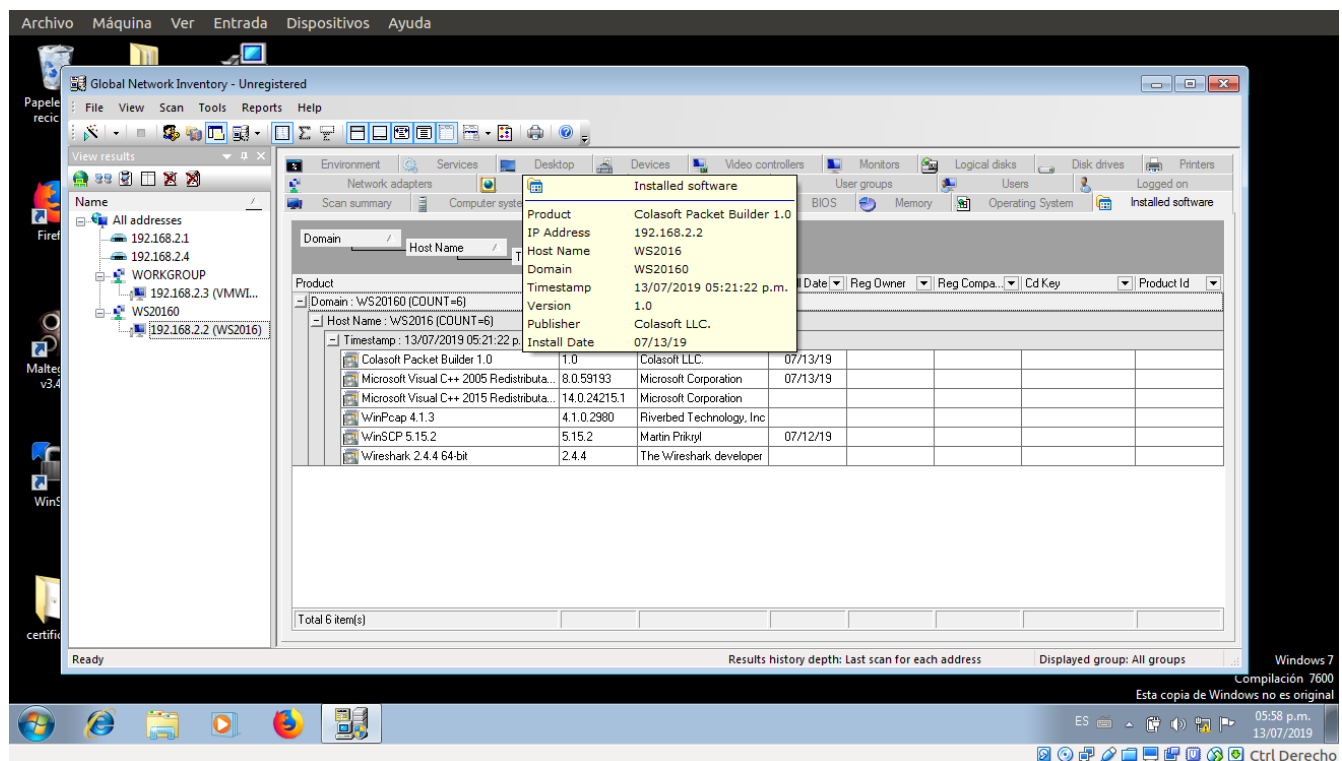 Archivo Máquina Ver Entrada Dispositivos Ayuda
Global Network Inventory - Unregistered
File View Scan Tools Reports Help
View results
Name
All addresses
192.168.2.1
192.168.2.4
WORKGROUP
192.168.2.3 (VMWI...
WS20160
192.168.2.2 (WS2016)
Environment Services Desktop Devices Video controllers Monitors Logical disks Disk drives Printers
Network adapters User groups Users Logged on
Scan summary Computer syste BIOS Memory Operating System Installed software
Domain
Host Name
Installed software
Product Colasoft Packet Builder 1.0
IP Address 192.168.2.2
Host Name WS2016
Domain WS20160
Timestamp 13/07/2019 05:21:22 p.m.
Version 1.0
Publisher Colasoft LLC.
Install Date 07/13/19
Product Date Reg Owner Reg Compa... Cd Key Product Id
Domain : WS20160 (COUNT=6)
Host Name : WS2016 (COUNT=6)
Timestamp : 13/07/2019 05:21:22 p.
Colasoft Packet Builder 1.0 1.0 Colasoft LLC. 07/13/19
Microsoft Visual C++ 2005 Redistributa... 8.0.59193 Microsoft Corporation 07/13/19
Microsoft Visual C++ 2015 Redistributa... 14.0.24215.1 Microsoft Corporation
WinPcap 4.1.3 4.1.0.2980 Riverbed Technology, Inc
WinSCP 5.15.2 5.15.2 Martin Prikryl 07/12/19
Wireshark 2.4.4 64-bit 2.4.4 The Wireshark developer
Total 6 item(s)
Ready Results history depth: Last scan for each address Displayed group: All groups
Papele
recic
Firef
Malteg
v3.4
WinS
certific
Windows 7
Compilación 7600
Esta copia de Windows no es original
ES 05:58 p.m.
13/07/2019
Ctrl Derecho